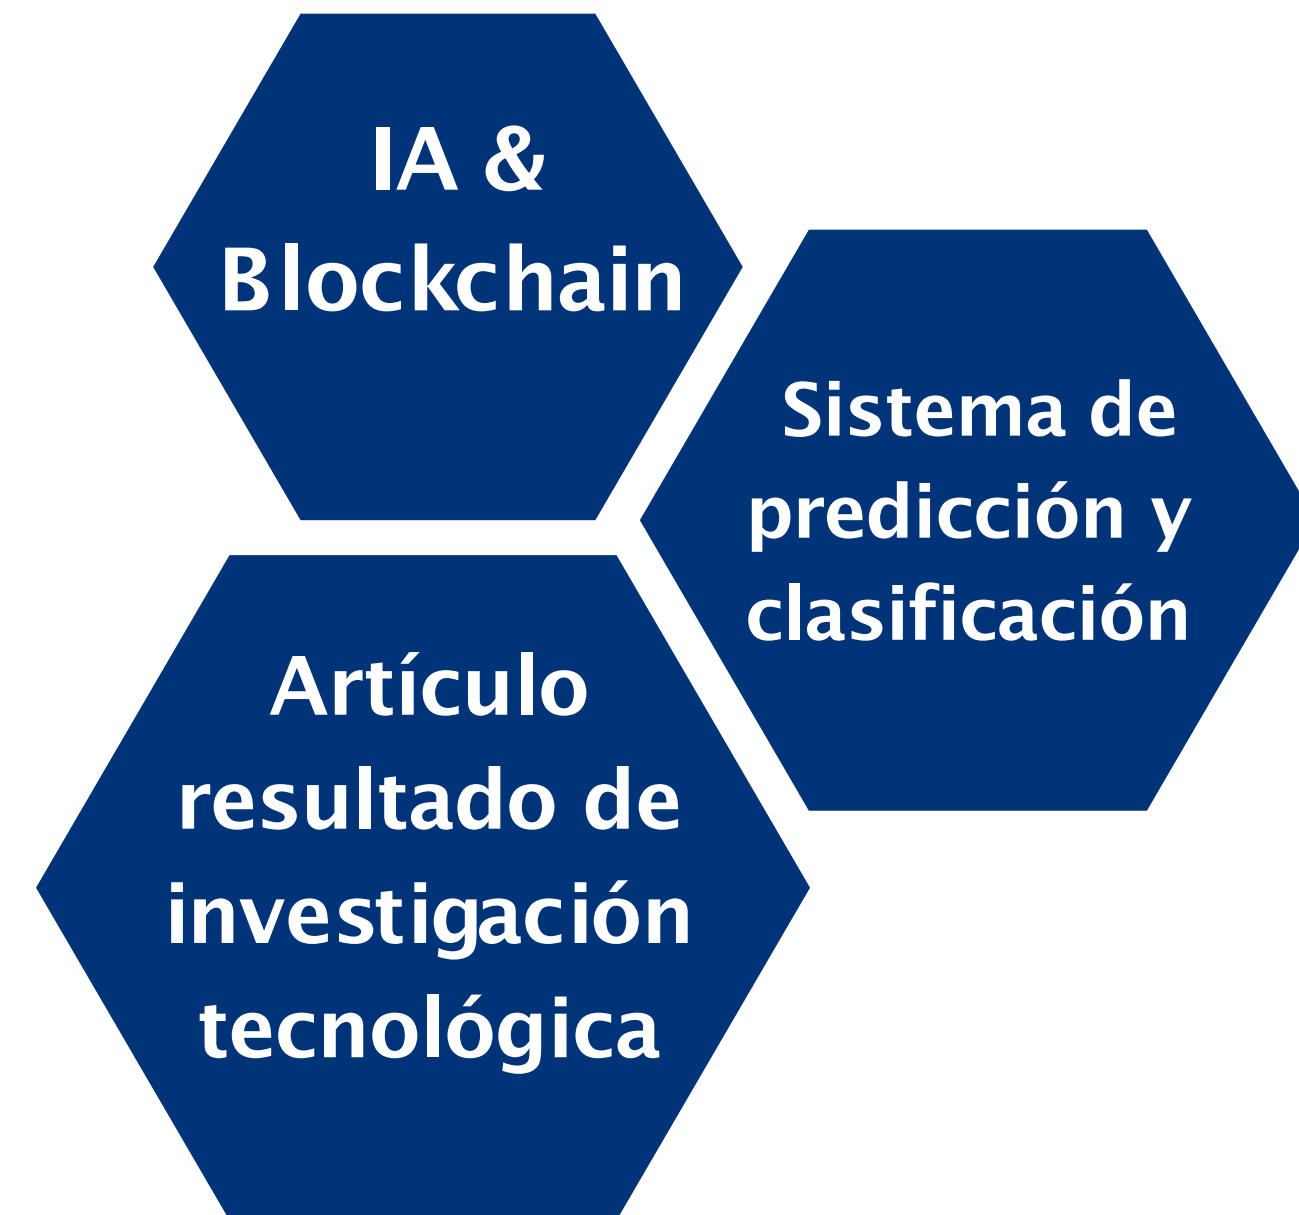 IA &
Blockchain
Sistema de
predicción y
clasificación
Artículo
resultado de
investigación
tecnológica